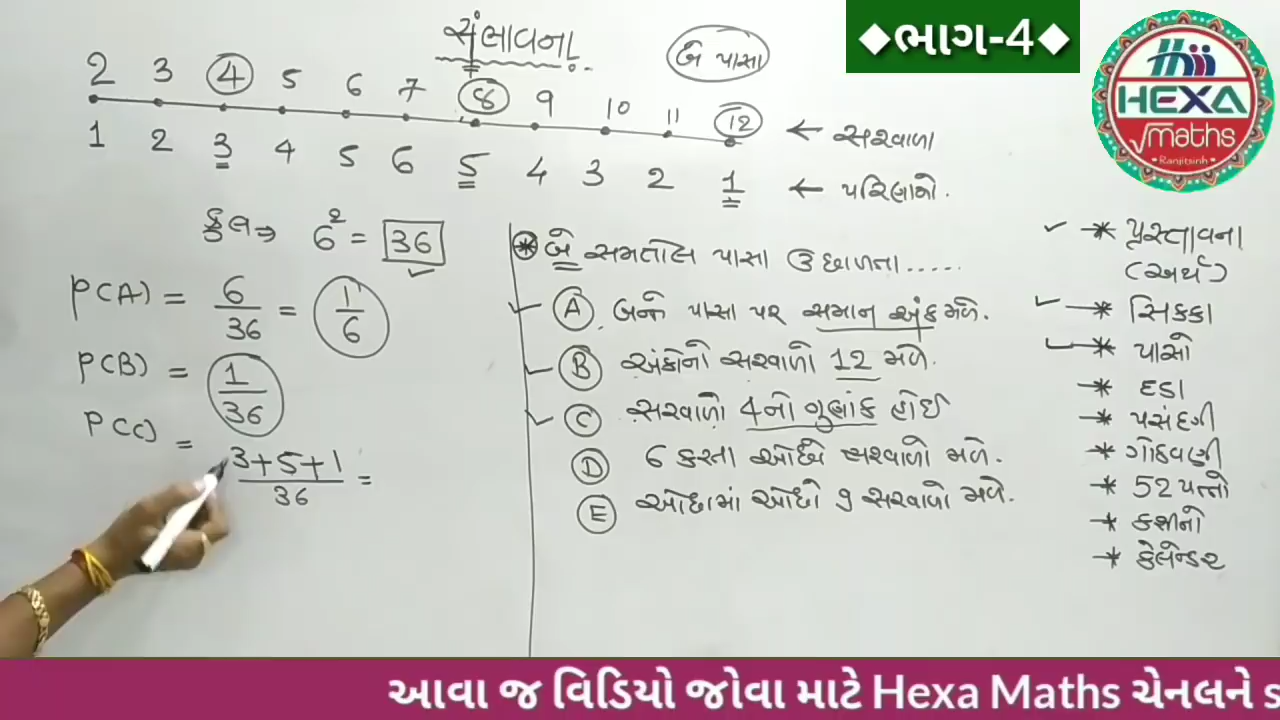 સંભાવના
બે પાસા
◆ભાગ-4◆
HEXA
maths
Ranjitsinh
2 3 4 5 6 7 8 9 10 11 12 ← સરવાળા
1 2 3 4 5 6 5 4 3 2 1 ← પરિણામો.
કુલ ⇒ 6² = 36
P(A) = 6/36 = 1/6
P(B) = 1/36
P(C) = 3+5+1/36 =
* બે સમતોલ પાસા ઉછાળતા.....
A બન્ને પાસા પર સમાન અંક મળે.
B અંકોનો સરવાળો 12 મળે.
C સરવાળો 4નો ગુણાંક હોઈ
D 6 કરતા ઓછો સરવાળો મળે.
E ઓછામાં ઓછો 9 સરવાળો મળે.
* પ્રસ્તાવના
(અર્થ)
* સિક્કા
* પાસો
* દડા
* પસંદગી
* ગોઠવણી
* 52 પત્તો
* કશીનો
* કેલેન્ડર
આવા જ વિડિયો જોવા માટે Hexa Maths ચેનલને s